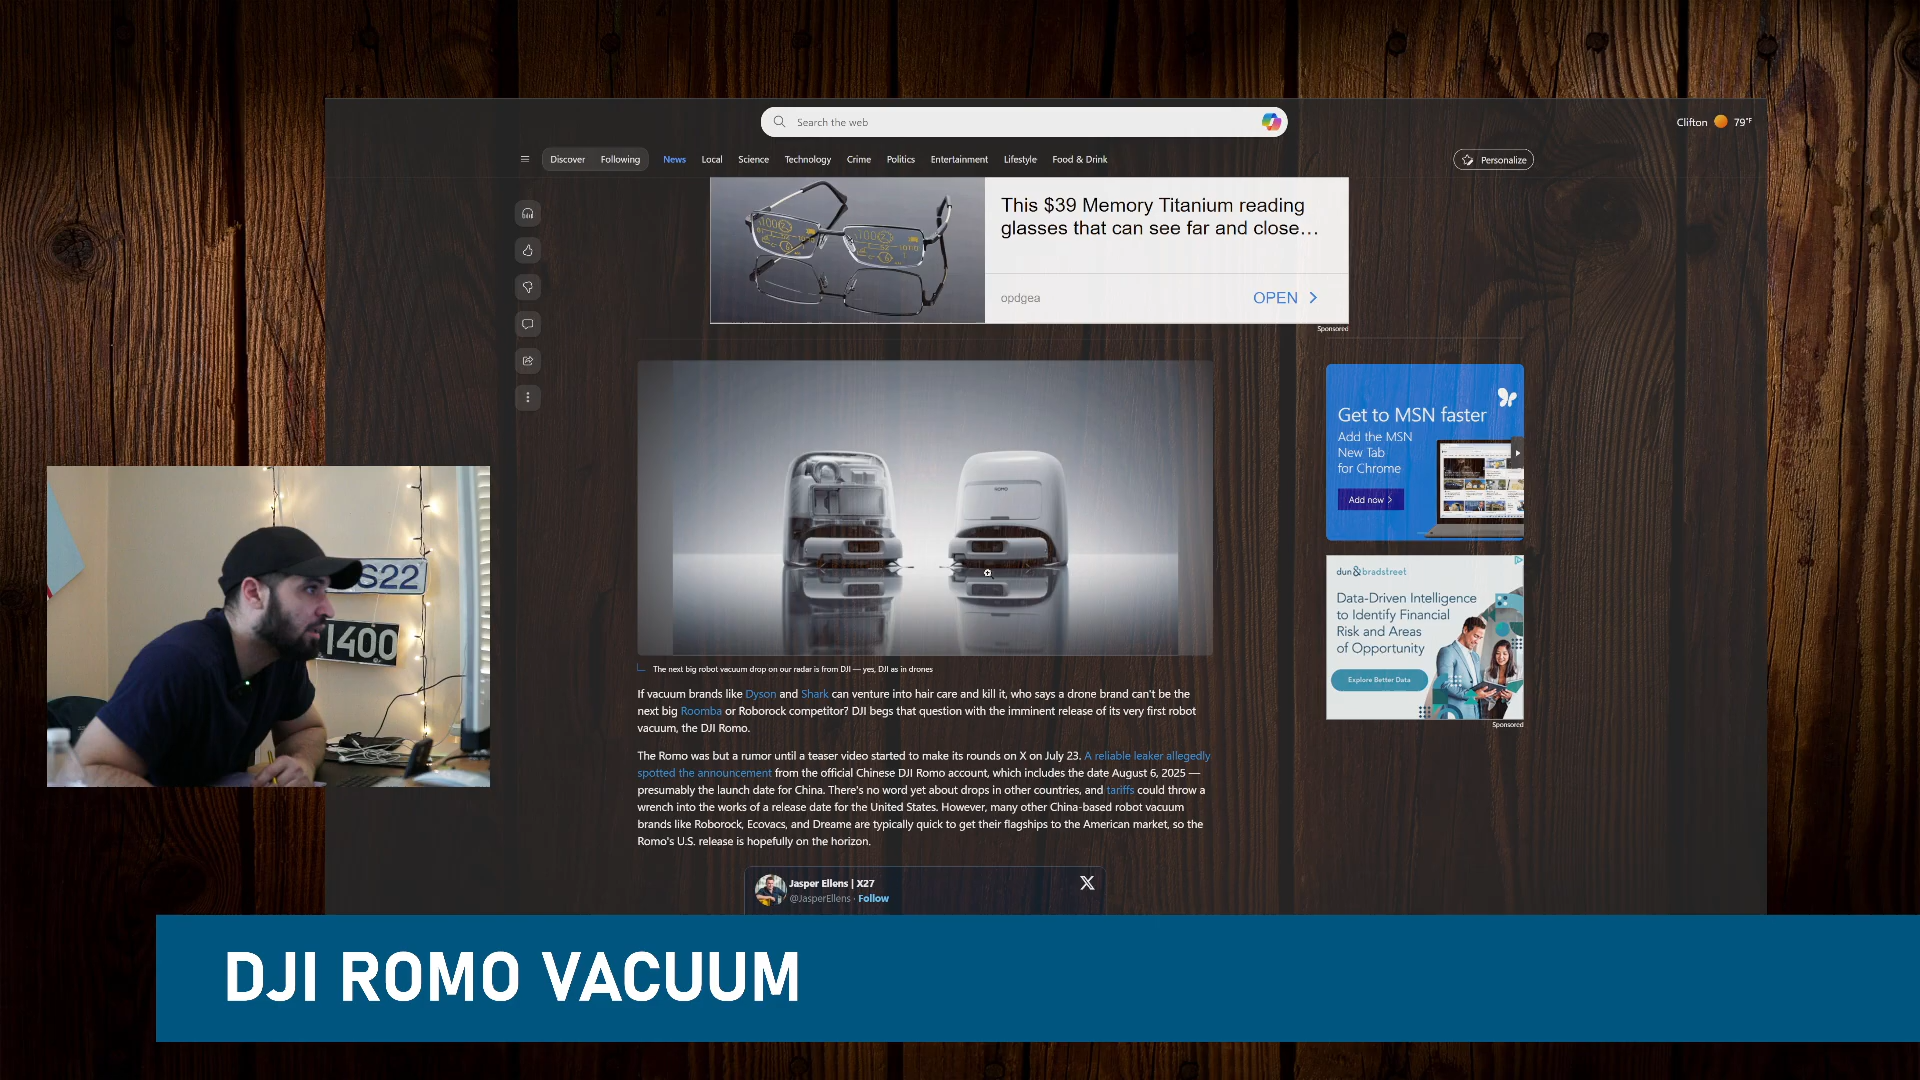 Search the web
Clifton 79°F
Discover Following News Local Science Technology Crime Politics Entertainment Lifestyle Food & Drink
Personalize
This $39 Memory Titanium reading
glasses that can see far and close...
opdgea
OPEN
Sponsored
ROMO
Get to MSN faster
Add the MSN
New Tab
for Chrome
Add now
dun&bradstreet
Data-Driven Intelligence
to Identify Financial
Risk and Areas
of Opportunity
Explore Better Data
Sponsored
S22
1400
The next big robot vacuum drop on our radar is from DJI — yes, DJI as in drones
If vacuum brands like Dyson and Shark can venture into hair care and kill it, who says a drone brand can't be the
next big Roomba or Roborock competitor? DJI begs that question with the imminent release of its very first robot
vacuum, the DJI Romo.
The Romo was but a rumor until a teaser video started to make its rounds on X on July 23. A reliable leaker allegedly
spotted the announcement from the official Chinese DJI Romo account, which includes the date August 6, 2025 —
presumably the launch date for China. There's no word yet about drops in other countries, and tariffs could throw a
wrench into the works of a release date for the United States. However, many other China-based robot vacuum
brands like Roborock, Ecovacs, and Dreame are typically quick to get their flagships to the American market, so the
Romo's U.S. release is hopefully on the horizon.
Jasper Ellens | X27
@JasperEllens · Follow
DJI ROMO VACUUM